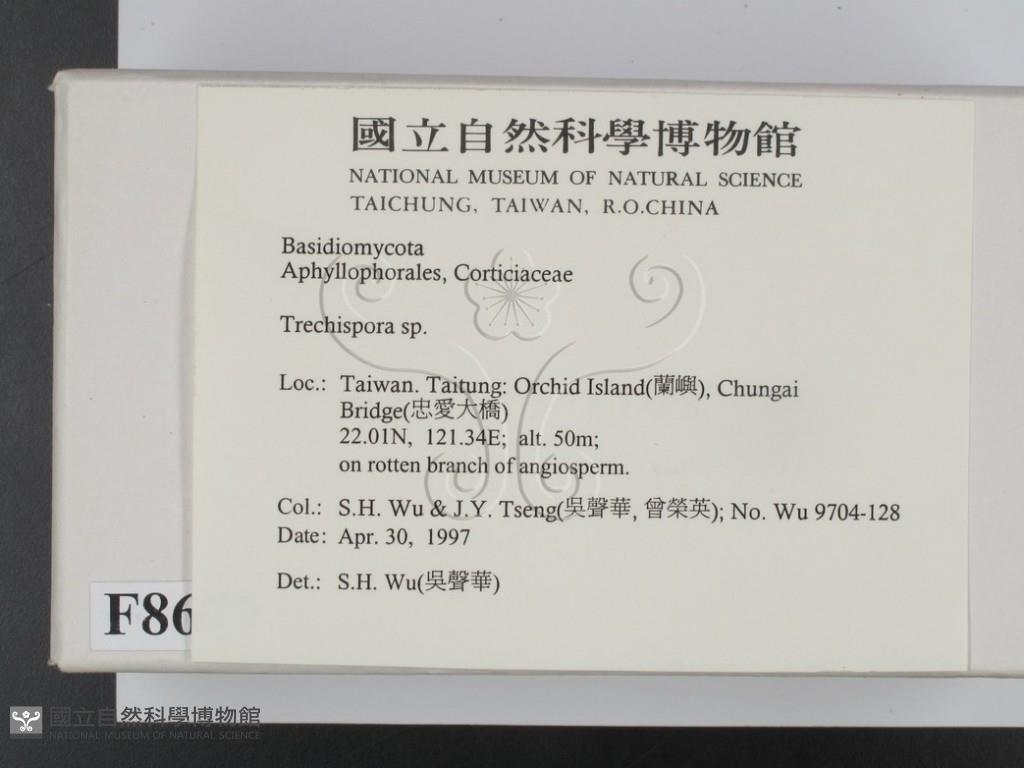 國立自然科學博物館
NATIONAL MUSEUM OF NATURAL SCIENCE
TAICHUNG, TAIWAN, R.O.CHINA
Basidiomycota
Aphyllophorales, Corticiaceae
Trechispora sp.
Loc.: Taiwan. Taitung: Orchid Island(蘭嶼), Chungai
Bridge(忠愛大橋)
22.01N, 121.34E; alt. 50m;
on rotten branch of angiosperm.
Col.: S.H. Wu & J.Y. Tseng(吳聲華, 曾榮英); No. Wu 9704-128
Date: Apr. 30, 1997
Det.: S.H. Wu(吳聲華)
F86
國立自然科學博物館
NATIONAL MUSEUM OF NATURAL SCIENCE